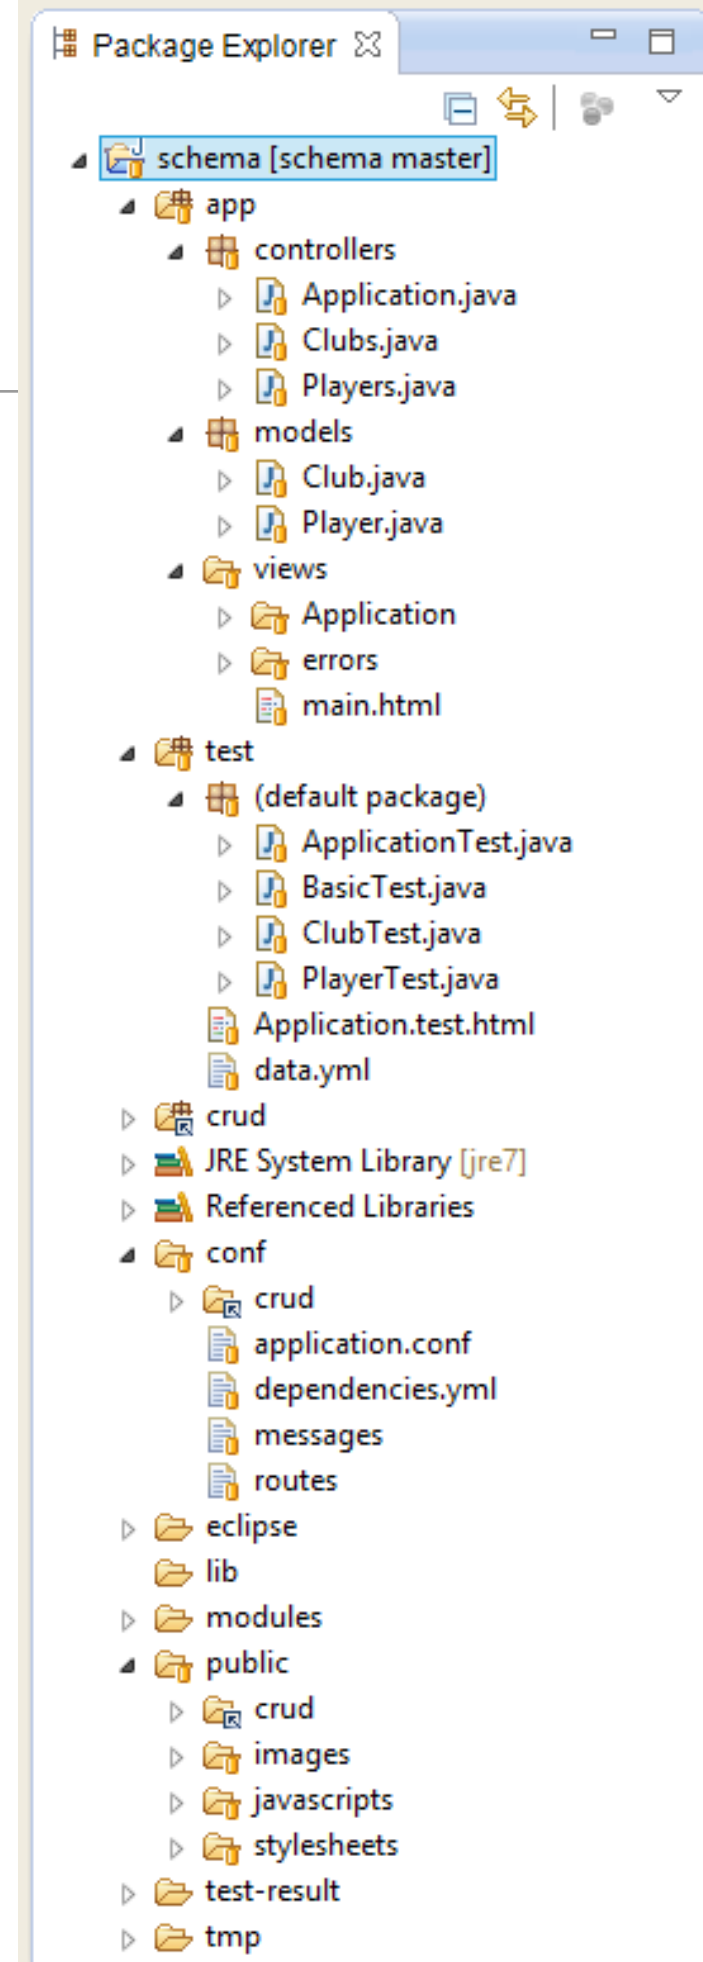 Package Explorer
schema [schema master]
app
controllers
Application.java
Clubs.java
Players.java
models
Club.java
Player.java
views
Application
errors
main.html
test
(default package)
ApplicationTest.java
BasicTest.java
ClubTest.java
PlayerTest.java
Application.test.html
data.yml
crud
JRE System Library [jre7]
Referenced Libraries
conf
crud
application.conf
dependencies.yml
messages
routes
eclipse
lib
modules
public
crud
images
javascripts
stylesheets
test-result
tmp